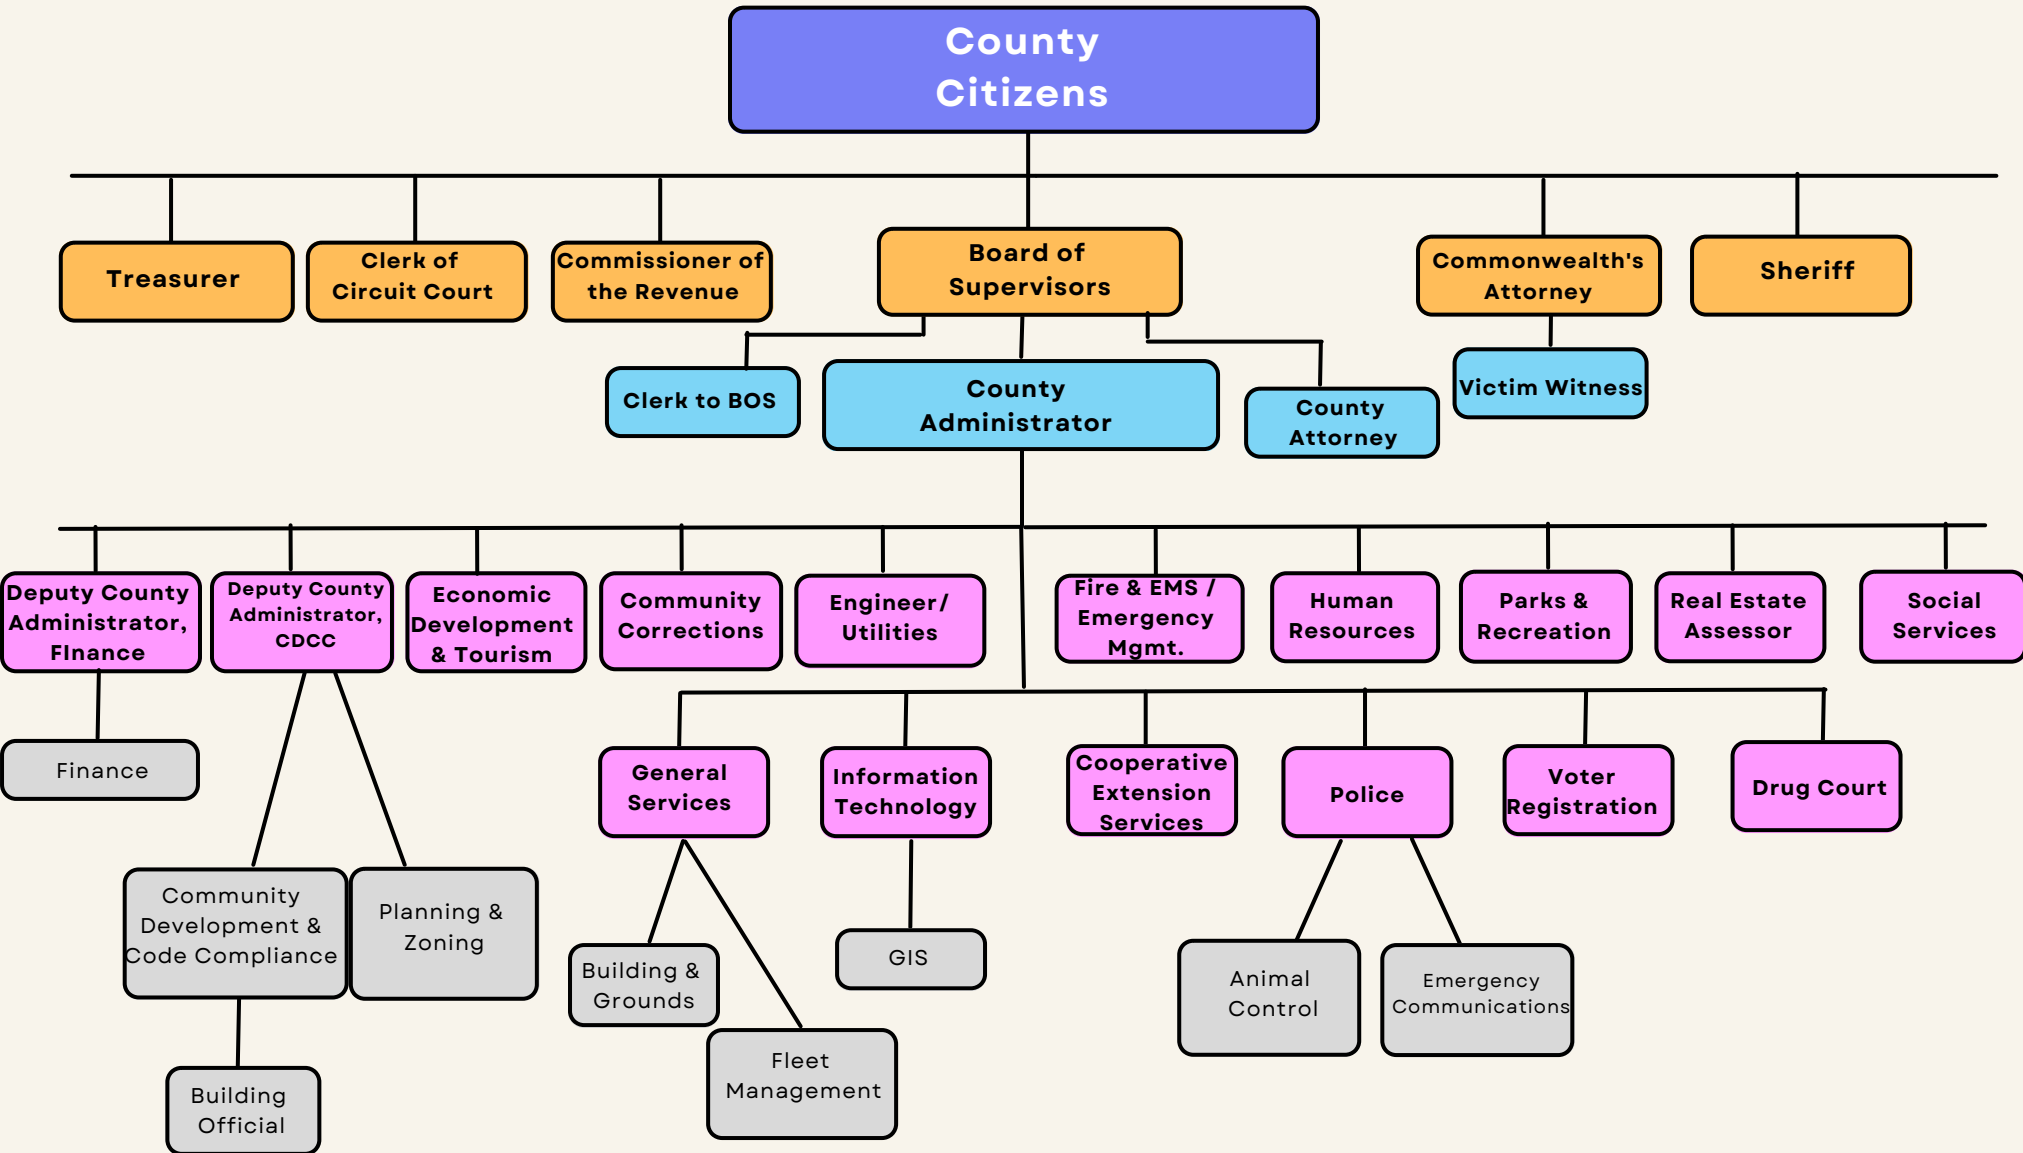 County
Citizens
Treasurer
Clerk of
Circuit Court
Commissioner of
the Revenue
Board of
Supervisors
Commonwealth's
Attorney
Sheriff
Clerk to BOS
County
Administrator
County
Attorney
Victim Witness
Deputy County
Administrator,
FInance
Deputy County
Administrator,
CDCC
Economic
Development
& Tourism
Community
Corrections
Engineer/
Utilities
Fire & EMS /
Emergency
Mgmt.
Human
Resources
Parks &
Recreation
Real Estate
Assessor
Social
Services
Finance
General
Services
Information
Technology
Cooperative
Extension
Services
Police
Voter
Registration
Drug Court
Community
Development &
Code Compliance
Planning &
Zoning
Building &
Grounds
GIS
Animal
Control
Emergency
Communications
Fleet
Management
Building
Official